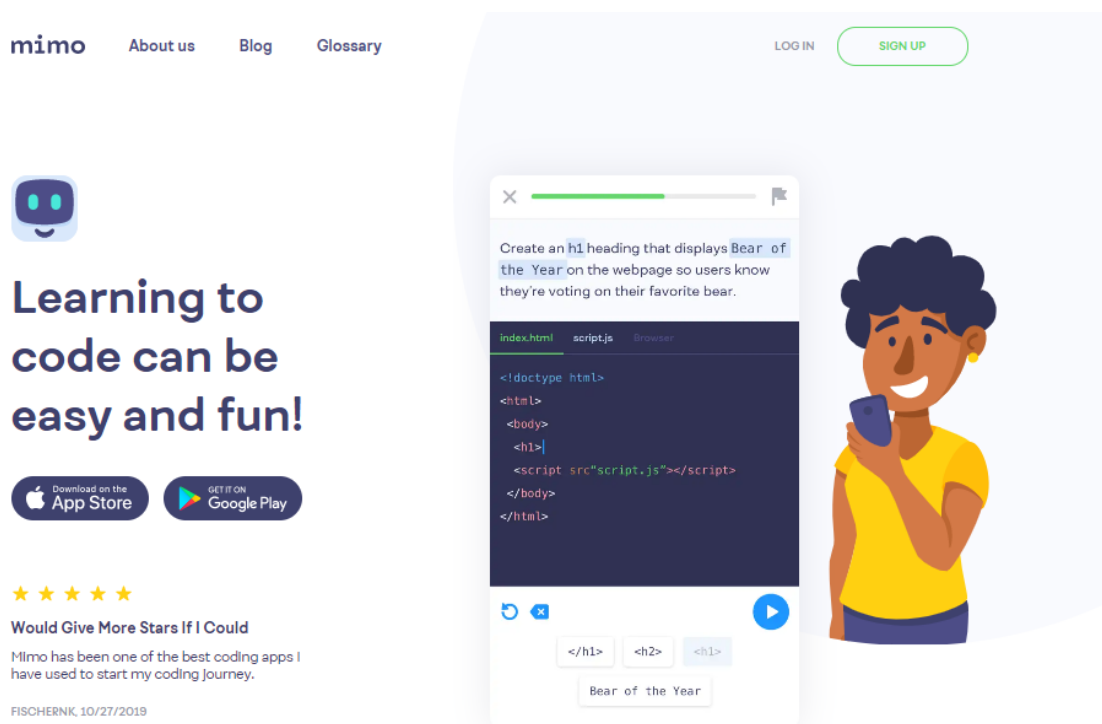 mimo About us Blog Glossary LOG IN SIGN UP
Learning to
code can be
easy and fun!
Download on the
App Store
GET IT ON
Google Play
Would Give More Stars If I Could
Mimo has been one of the best coding apps I
have used to start my coding journey.
FISCHERNK, 10/27/2019
Create an h1 heading that displays Bear of
the Year on the webpage so users know
they're voting on their favorite bear.
index.html script.js Browser
<!doctype html>
<html>
<body>
<h1>
<script src“script.js”></script>
</body>
</html>
</h1> <h2> <h1>
Bear of the Year